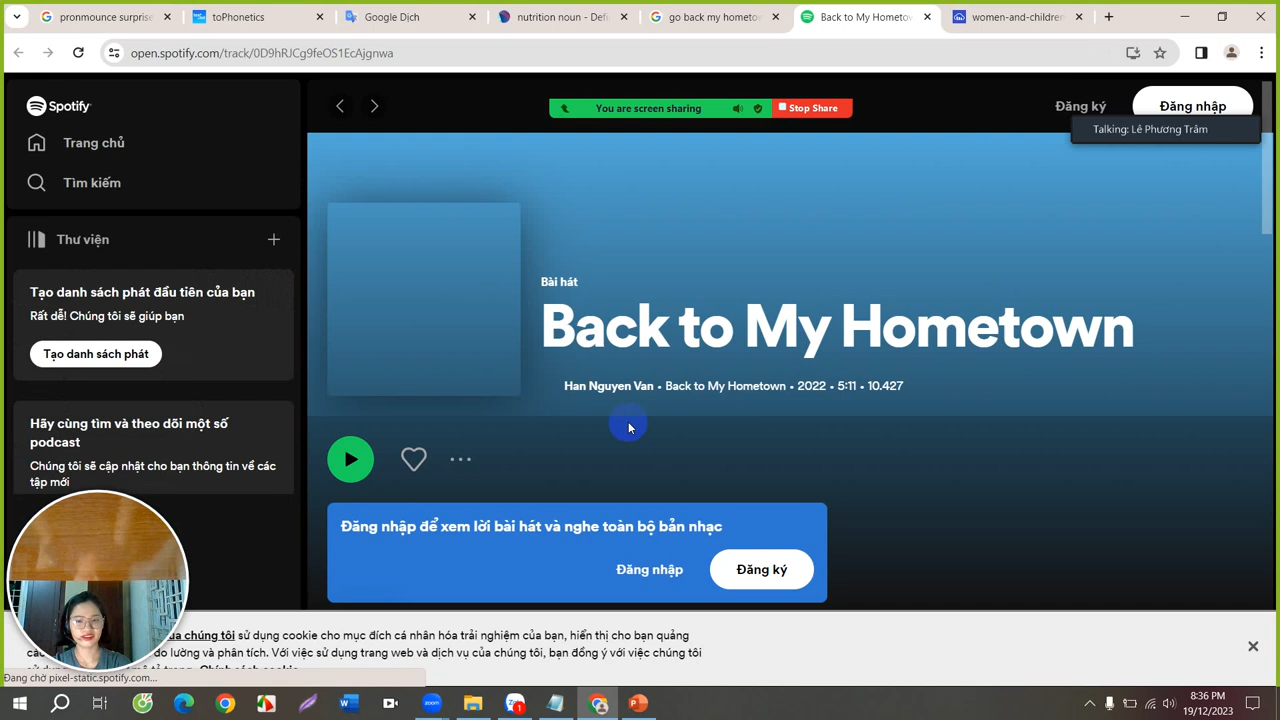 pronmounce surprise
toPhonetics
Google Dịch
nutrition noun - Defi
go back my hometow
Back to My Hometow
women-and-children
open.spotify.com/track/0D9hRJCg9feOS1EcAjgnwa
Spotify
Trang chủ
Tìm kiếm
Thư viện
Tạo danh sách phát đầu tiên của bạn
Rất dễ! Chúng tôi sẽ giúp bạn
Tạo danh sách phát
Hãy cùng tìm và theo dõi một số
podcast
Chúng tôi sẽ cập nhật cho bạn thông tin về các
tập mới
You are screen sharing
Stop Share
Đăng ký
Đăng nhập
Talking: Lê Phương Trâm
Bài hát
Back to My Hometown
Han Nguyen Van • Back to My Hometown • 2022 • 5:11 • 10.427
Đăng nhập để xem lời bài hát và nghe toàn bộ bản nhạc
Đăng nhập
Đăng ký
của chúng tôi sử dụng cookie cho mục đích cá nhân hóa trải nghiệm của bạn, hiển thị cho bạn quảng
đo lường và phân tích. Với việc sử dụng trang web và dịch vụ của chúng tôi, bạn đồng ý với việc chúng tôi
Đang chờ pixel-static.spotify.com...
8:36 PM
19/12/2023